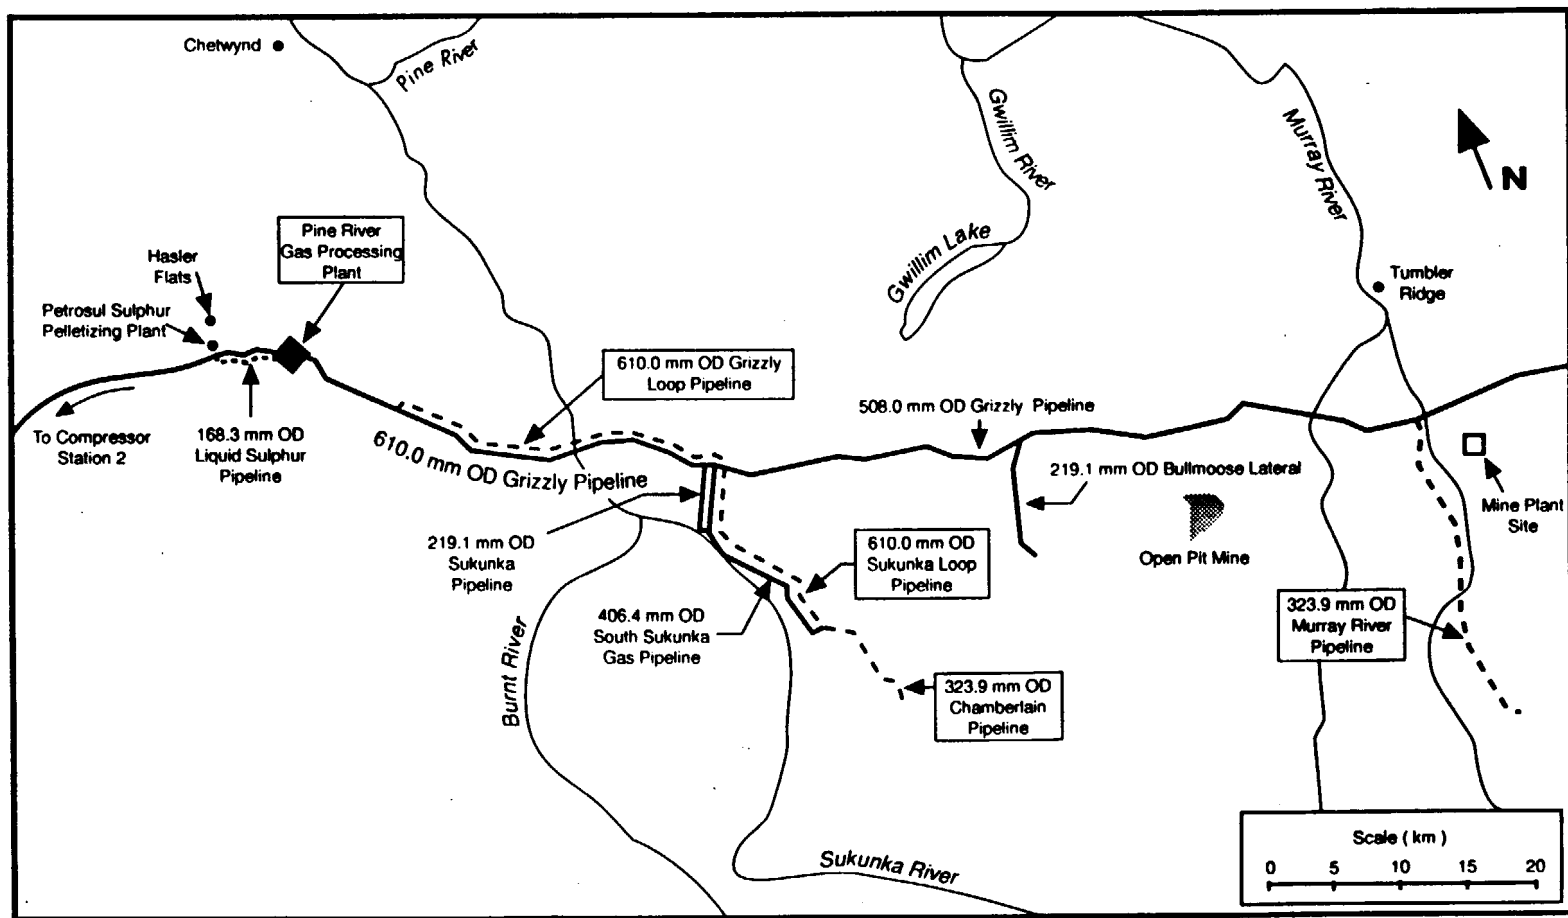 Chetwynd
Pine River
Gwillim River
Murray River
N
Pine River
Gas Processing
Plant
Hasler
Flats
Gwillim Lake
Tumbler
Ridge
Petrosul Sulphur
Pelletizing Plant
610.0 mm OD Grizzly
Loop Pipeline
508.0 mm OD Grizzly Pipeline
To Compressor
Station 2
168.3 mm OD
Liquid Sulphur
Pipeline
610.0 mm OD Grizzly Pipeline
219.1 mm OD Bullmoose Lateral
Mine Plant
Site
219.1 mm OD
Sukunka
Pipeline
610.0 mm OD
Sukunka Loop
Pipeline
Open Pit Mine
406.4 mm OD
South Sukunka
Gas Pipeline
323.9 mm OD
Murray River
Pipeline
Burnt River
323.9 mm OD
Chamberlain
Pipeline
Sukunka River
Scale ( km )
0 5 10 15 20